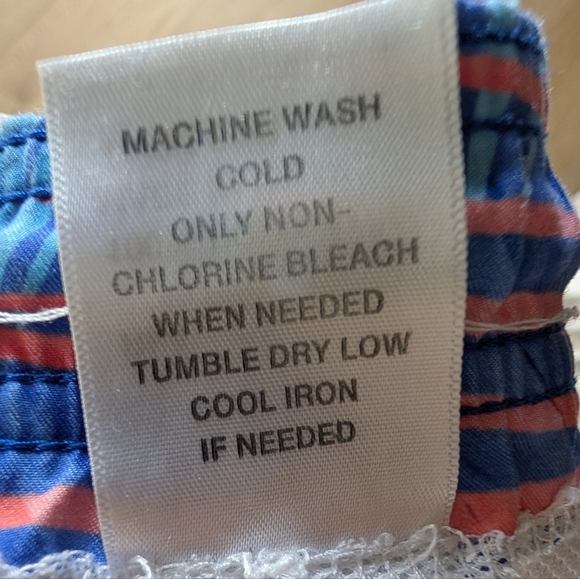 MACHINE WASH
COLD
ONLY NON-
CHLORINE BLEACH
WHEN NEEDED
TUMBLE DRY LOW
COOL IRON
IF NEEDED